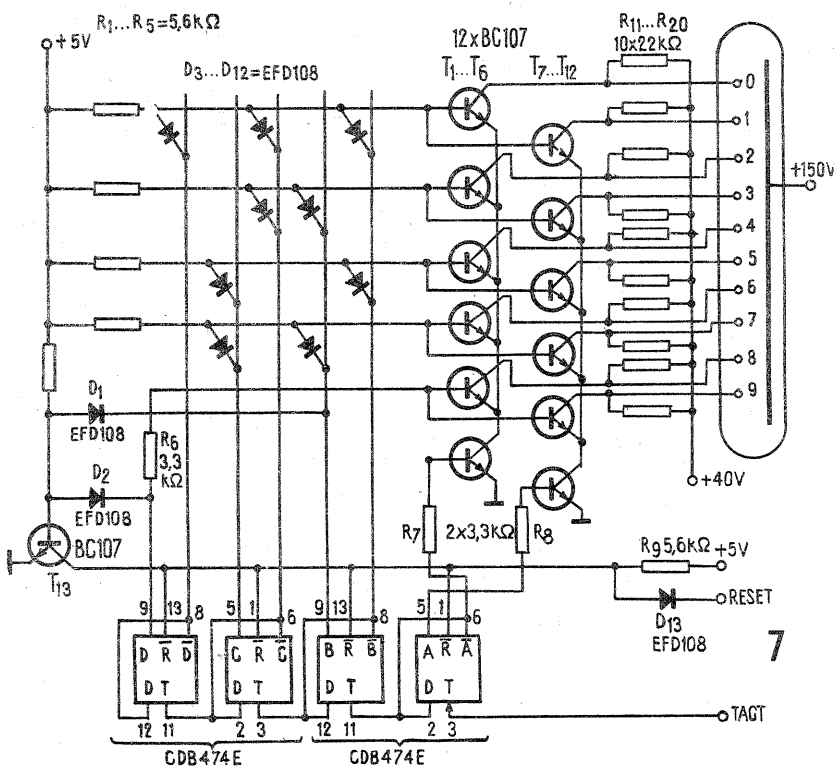 R1...R5=5,6kΩ
+5V
D3...D12=EFD108
12xBC107
T1...T6
T7...T12
R11...R20
10x22kΩ
0
1
2
3
4
5
6
7
8
9
+150V
+40V
D1
EFD108
R6
3,3
kΩ
D2
EFD108
BC107
T13
R7
2x3,3kΩ
R8
R9 5,6kΩ
+5V
RESET
D13
EFD108
7
9 13 8
5 1 6
9 13 8
5 1 6
D R̅ D̅
C R̅ C̅
B R̅ B̅
A R̅ A̅
D T
D T
D T
D T
12 11
2 3
12 11
2 3
TACT
CDB474E
CDB474E